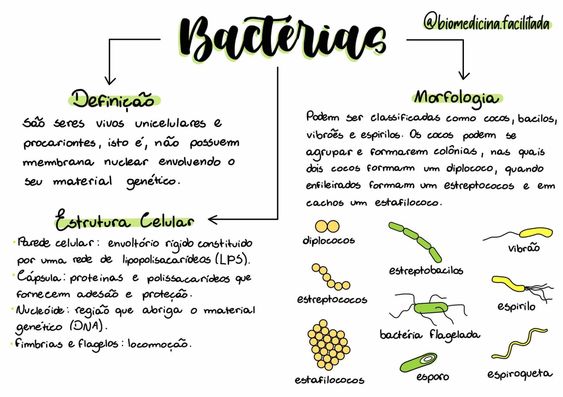 Bactérias
@biomedicina.facilitada
Definição
São seres vivos unicelulares e
procariontes, isto é, não possuem
membrana nuclear envolvendo o
seu material genético.
Estrutura Celular
• Parede celular: envoltório rígido constituído
por uma rede de lipopolisacarídeos (LPS).
• Cápsula: proteínas e polissacarídeos que
fornecem adesão e proteção.
• Nucleóide: região que abriga o material
genético (DNA).
• Fímbrias e flagelos: locomoção.
Morfologia
Podem ser classificadas como cocos, bacilos,
vibrões e espirilos. Os cocos podem se
agrupar e formarem colônias, nas quais
dois cocos formam um diplococo, quando
enfileirados formam um estreptococos e em
cachos um estafilococo.
diplococos
estreptobacilos
vibrão
estreptococos
bactéria flagelada
espirilo
estafilococos
esporo
espiroqueta